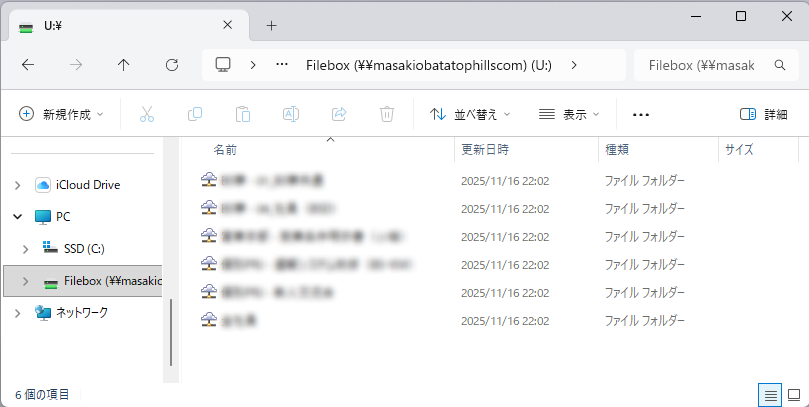 U:¥
Filebox (¥¥masakiobatatophillscom) (U:)
Filebox (¥¥masak
新規作成
並べ替え
表示
詳細
名前 更新日時 種類 サイズ
iCloud Drive
PC
SSD (C:)
Filebox (¥¥masakic
ネットワーク
2025/11/16 22:02 ファイル フォルダー
2025/11/16 22:02 ファイル フォルダー
2025/11/16 22:02 ファイル フォルダー
2025/11/16 22:02 ファイル フォルダー
2025/11/16 22:02 ファイル フォルダー
2025/11/16 22:02 ファイル フォルダー
6 個の項目